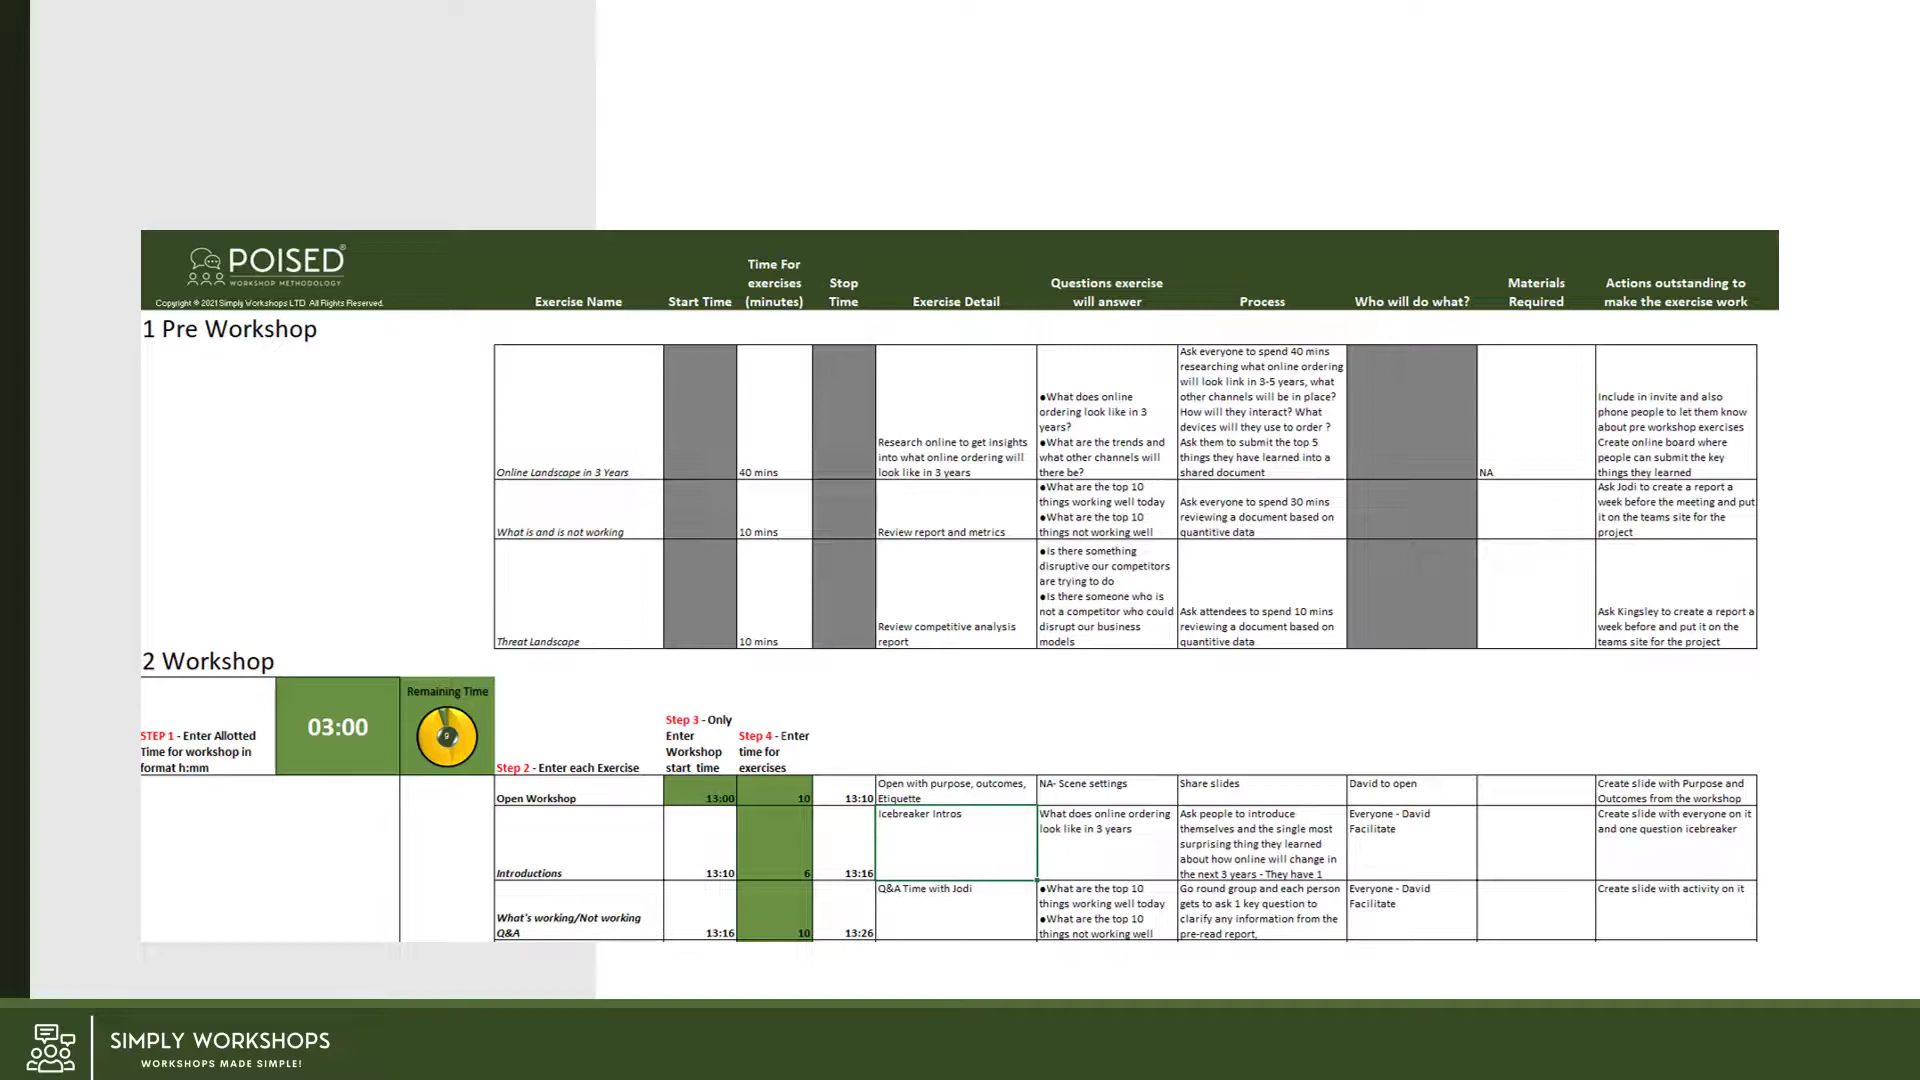 POISED®
WORKSHOP METHODOLOGY
Copyright © 2021 Simply Workshops LTD All Rights Reserved.
Exercise Name
Start Time
Time For
exercises
(minutes)
Stop
Time
Exercise Detail
Questions exercise
will answer
Process
Who will do what?
Materials
Required
Actions outstanding to
make the exercise work
1 Pre Workshop
Online Landscape in 3 Years
40 mins
Research online to get insights
into what online ordering will
look like in 3 years
●What does online
ordering look like in 3
years?
●What are the trends and
what other channels will
there be?
Ask everyone to spend 40 mins
researching what online ordering
will look link in 3-5 years, what
other channels will be in place?
How will they interact? What
devices will they use to order ?
Ask them to submit the top 5
things they have learned into a
shared document
NA
Include in invite and also
phone people to let them know
about pre workshop exercises
Create online board where
people can submit the key
things they learned
What is and is not working
10 mins
Review report and metrics
●What are the top 10
things working well today
●What are the top 10
things not working well
Ask everyone to spend 30 mins
reviewing a document based on
quantitive data
Ask Jodi to create a report a
week before the meeting and put
it on the teams site for the
project
Threat Landscape
10 mins
Review competitive analysis
report
●Is there something
disruptive our competitors
are trying to do
●Is there someone who is
not a competitor who could
disrupt our business
models
Ask attendees to spend 10 mins
reviewing a document based on
quantitive data
Ask Kingsley to create a report a
week before and put it on the
teams site for the project
2 Workshop
STEP 1 - Enter Allotted
Time for workshop in
format h:mm
03:00
Remaining Time
9
Step 2 - Enter each Exercise
Step 3 - Only
Enter
Workshop
start time
Step 4 - Enter
time for
exercises
Open Workshop
13:00
10
13:10
Open with purpose, outcomes,
Etiquette
NA- Scene settings
Share slides
David to open
Create slide with Purpose and
Outcomes from the workshop
Introductions
13:10
6
13:16
Icebreaker Intros
What does online ordering
look like in 3 years
Ask people to introduce
themselves and the single most
surprising thing they learned
about how online will change in
the next 3 years - They have 1
Everyone - David
Facilitate
Create slide with everyone on it
and one question icebreaker
What's working/Not working
Q&A
13:16
10
13:26
Q&A Time with Jodi
●What are the top 10
things working well today
●What are the top 10
things not working well
Go round group and each person
gets to ask 1 key question to
clarify any information from the
pre-read report,
Everyone - David
Facilitate
Create slide with activity on it
SIMPLY WORKSHOPS
WORKSHOPS MADE SIMPLE!